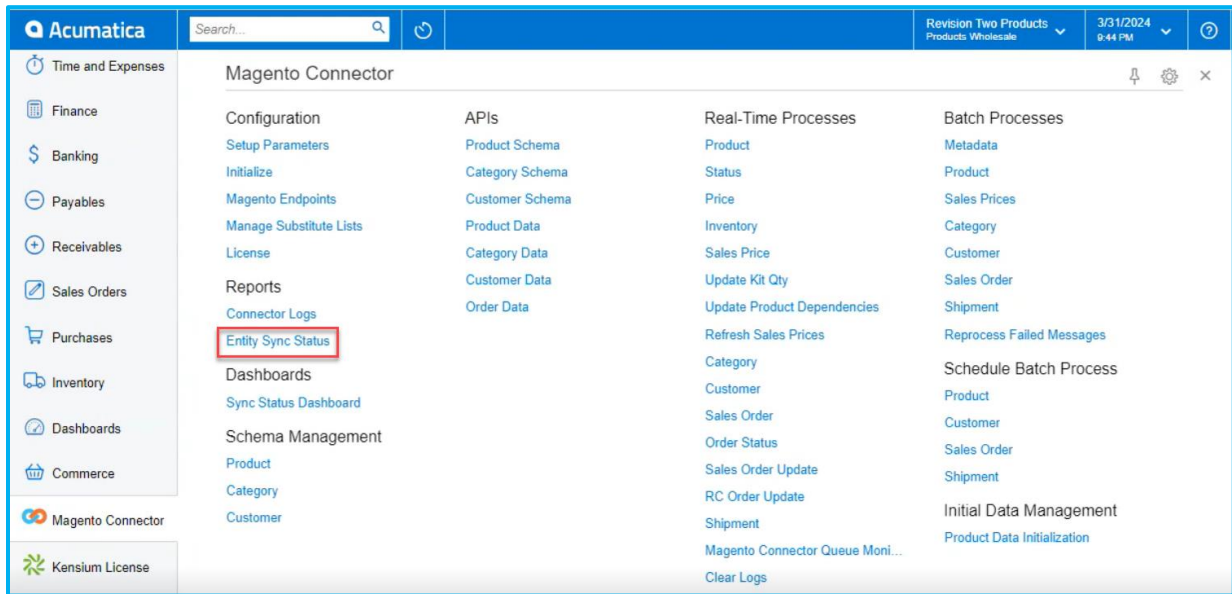 Acumatica
Search...
Revision Two Products
Products Wholesale
3/31/2024
9:44 PM
Time and Expenses
Finance
Banking
Payables
Receivables
Sales Orders
Purchases
Inventory
Dashboards
Commerce
Magento Connector
Kensium License
Magento Connector
Configuration
Setup Parameters
Initialize
Magento Endpoints
Manage Substitute Lists
License
Reports
Connector Logs
Entity Sync Status
Dashboards
Sync Status Dashboard
Schema Management
Product
Category
Customer
APIs
Product Schema
Category Schema
Customer Schema
Product Data
Category Data
Customer Data
Order Data
Real-Time Processes
Product
Status
Price
Inventory
Sales Price
Update Kit Qty
Update Product Dependencies
Refresh Sales Prices
Category
Customer
Sales Order
Order Status
Sales Order Update
RC Order Update
Shipment
Magento Connector Queue Moni...
Clear Logs
Batch Processes
Metadata
Product
Sales Prices
Category
Customer
Sales Order
Shipment
Reprocess Failed Messages
Schedule Batch Process
Product
Customer
Sales Order
Shipment
Initial Data Management
Product Data Initialization